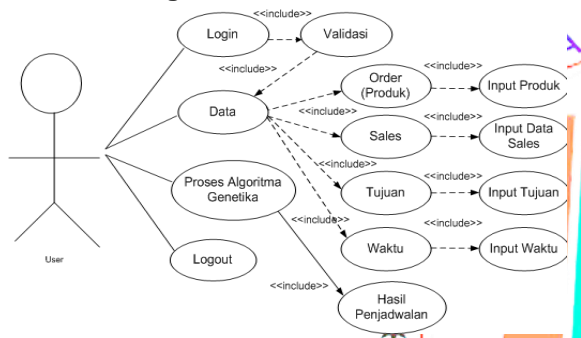 <<include>>
Login
Validasi
<<include>>
Order
(Produk)
<<include>>
Input Produk
Data
<<include>>
Sales
<<include>>
Input Data
Sales
<<include>>
Proses Algoritma
Genetika
Tujuan
<<include>>
Input Tujuan
<<include>>
Waktu
<<include>>
Input Waktu
User
Logout
<<include>>
Hasil
Penjadwalan